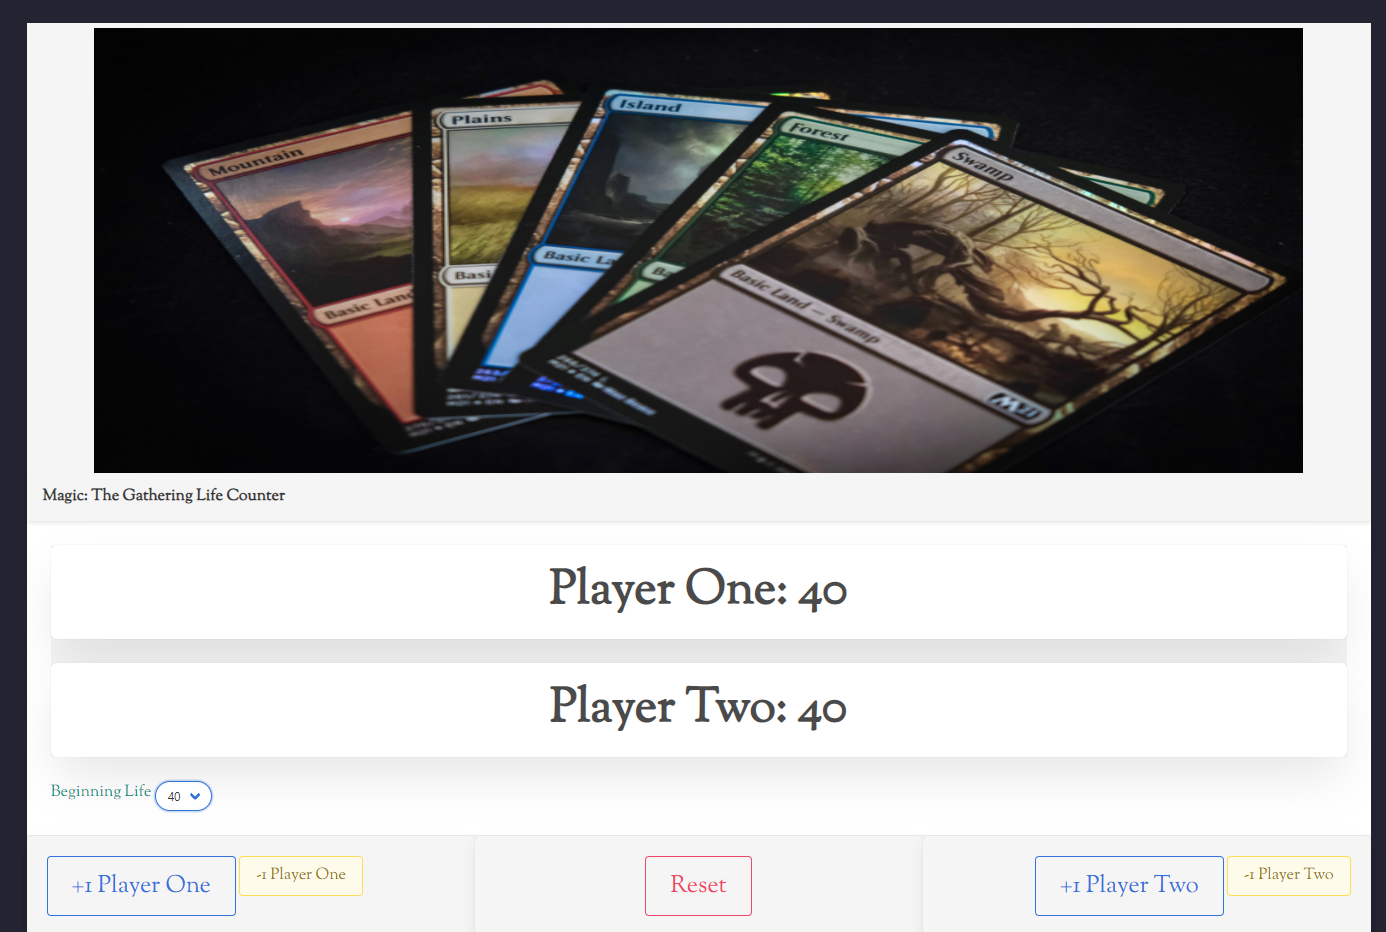 Mountain
Plains
Island
Forest
Swamp
Basic Land
Basi
Basic La
Ba
Basic Land — Swamp
Magic: The Gathering Life Counter
Player One: 40
Player Two: 40
Beginning Life 40
+1 Player One
-1 Player One
Reset
+1 Player Two
-1 Player Two